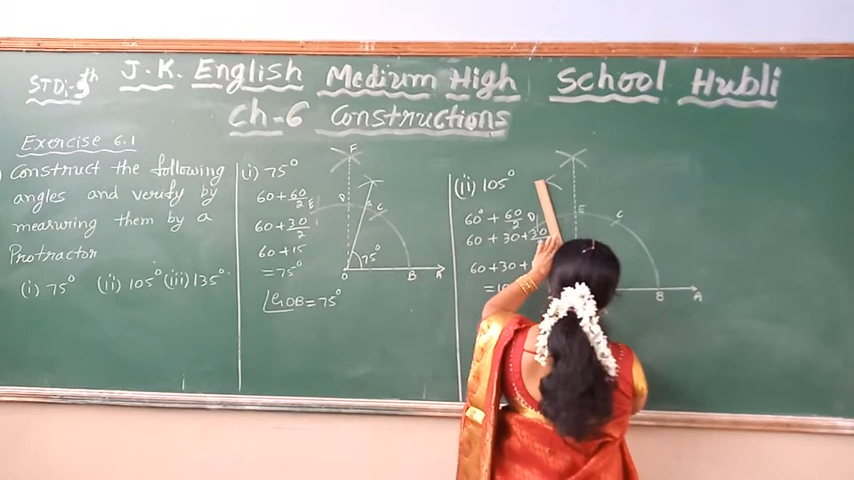 STD:-9th J.K. English Medium High School Hubli
Ch-6 Constructions
Exercise 6.1
Construct the following
angles and verify by
measuring them by a
Protractor
(i) 75° (ii) 105° (iii) 135°
(i) 75°
60+60/2
60+30/2
60+15
=75°
∠GOB=75°
F
D
E
C
75°
O
B
A
(ii) 105°
60°+60/2
60+30+30
60+30+
=10
D
E
C
B
A